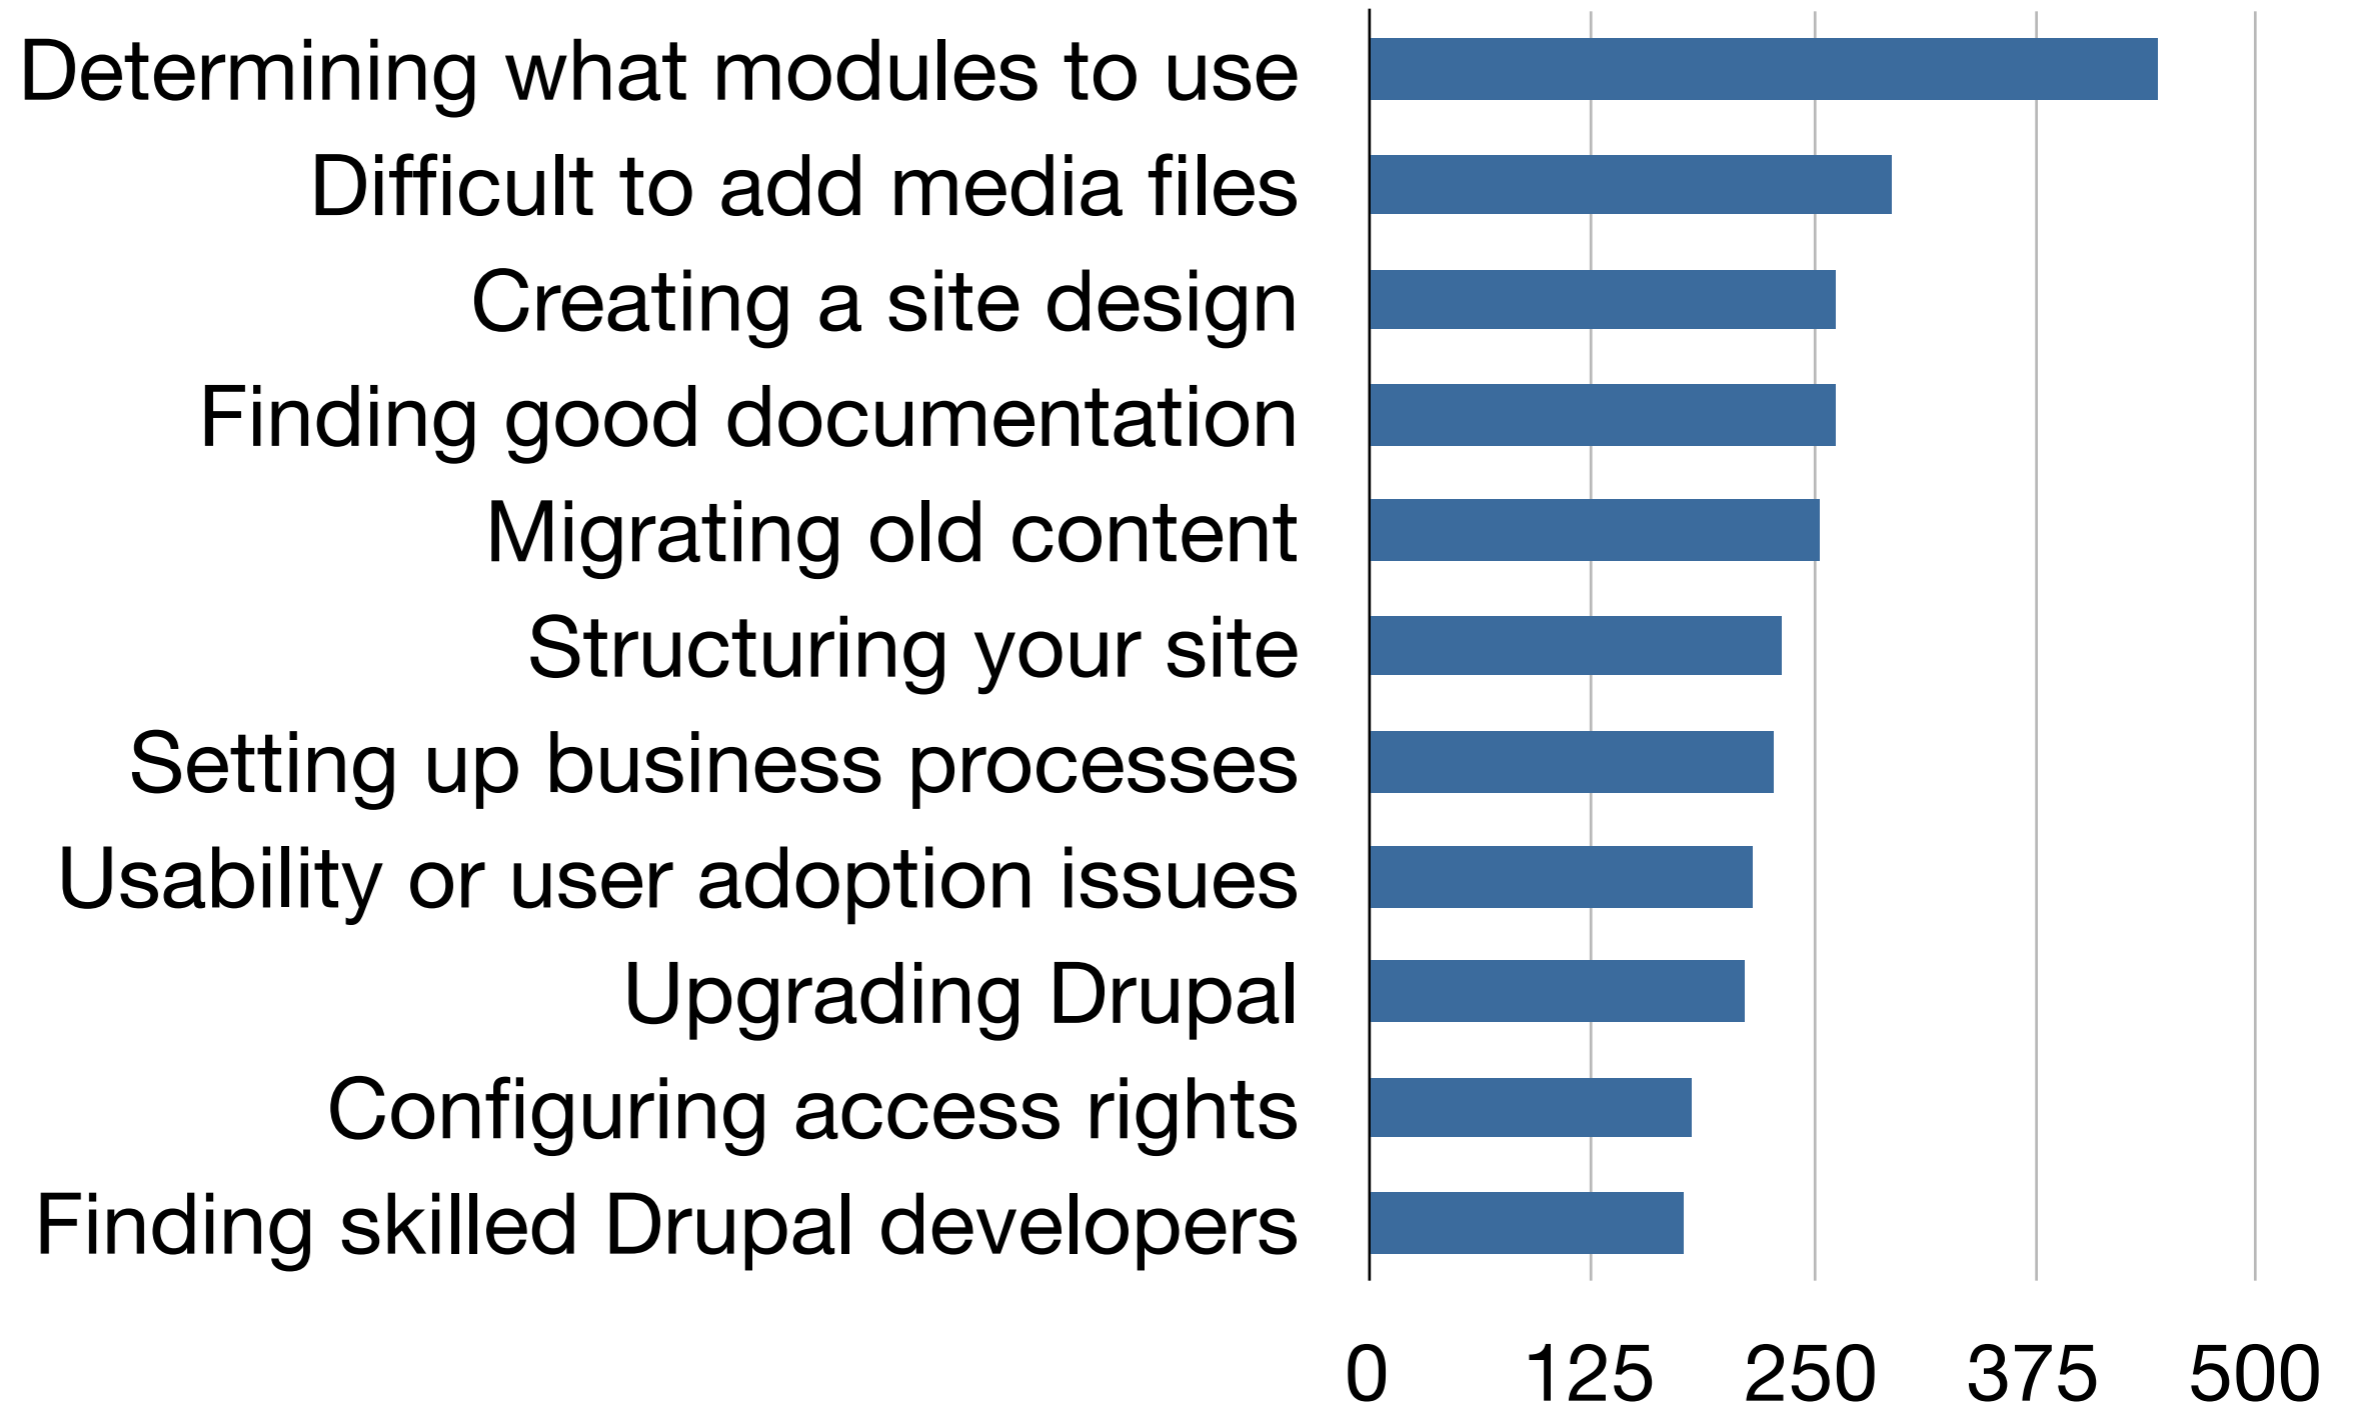 Determining what modules to use
Difficult to add media files
Creating a site design
Finding good documentation
Migrating old content
Structuring your site
Setting up business processes
Usability or user adoption issues
Upgrading Drupal
Configuring access rights
Finding skilled Drupal developers
0 125 250 375 500